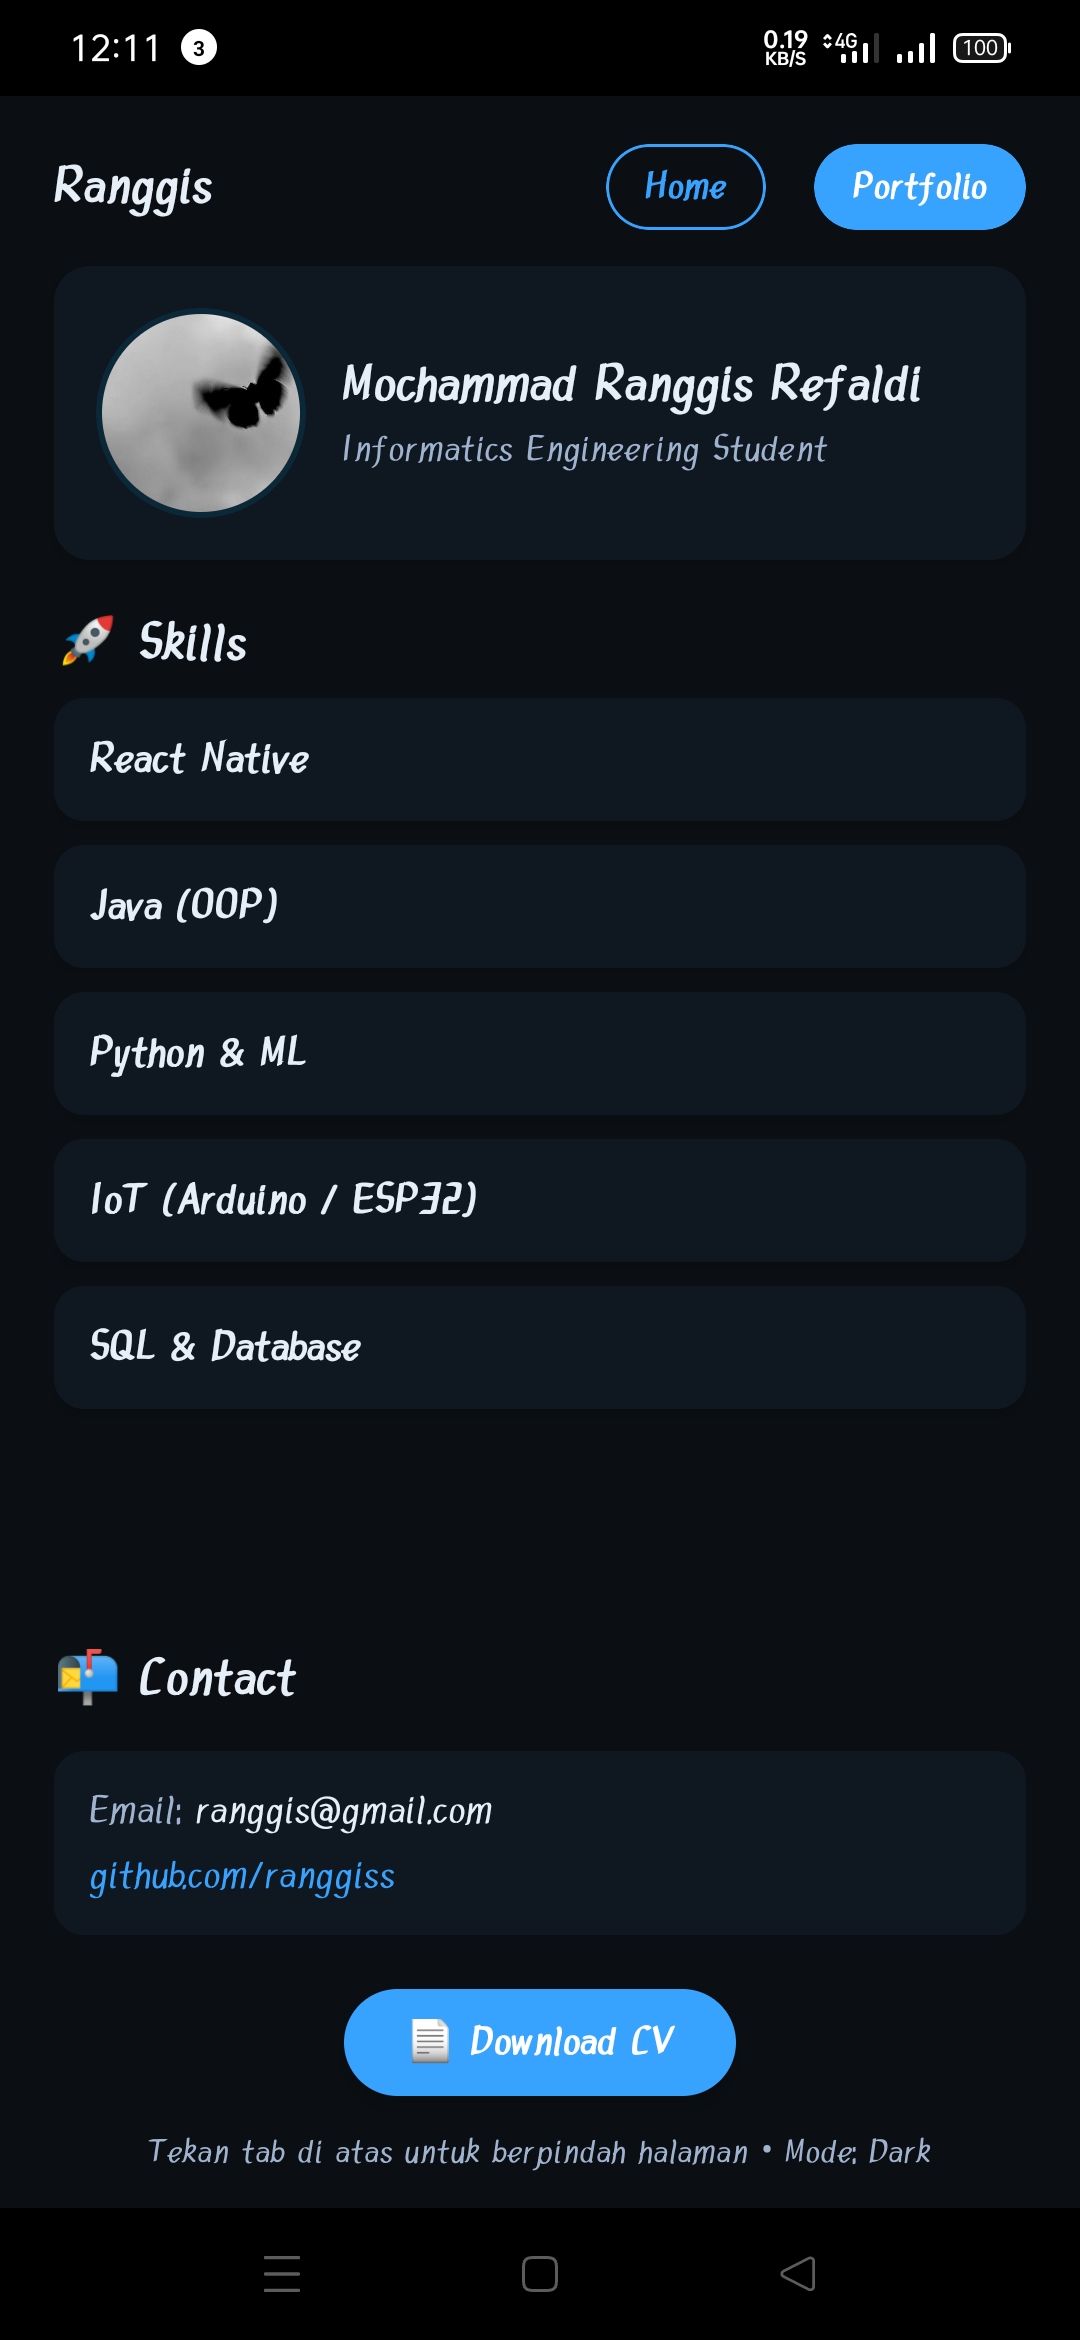 12:11 3 0.19 KB/S 4G 100
Ranggis Home Portfolio
Mochammad Ranggis Refaldi
Informatics Engineering Student
🚀 Skills
React Native
Java (OOP)
Python & ML
IoT (Arduino / ESP32)
SQL & Database
📬 Contact
Email: ranggis@gmail.com
github.com/ranggiss
📄 Download CV
Tekan tab di atas untuk berpindah halaman • Mode: Dark